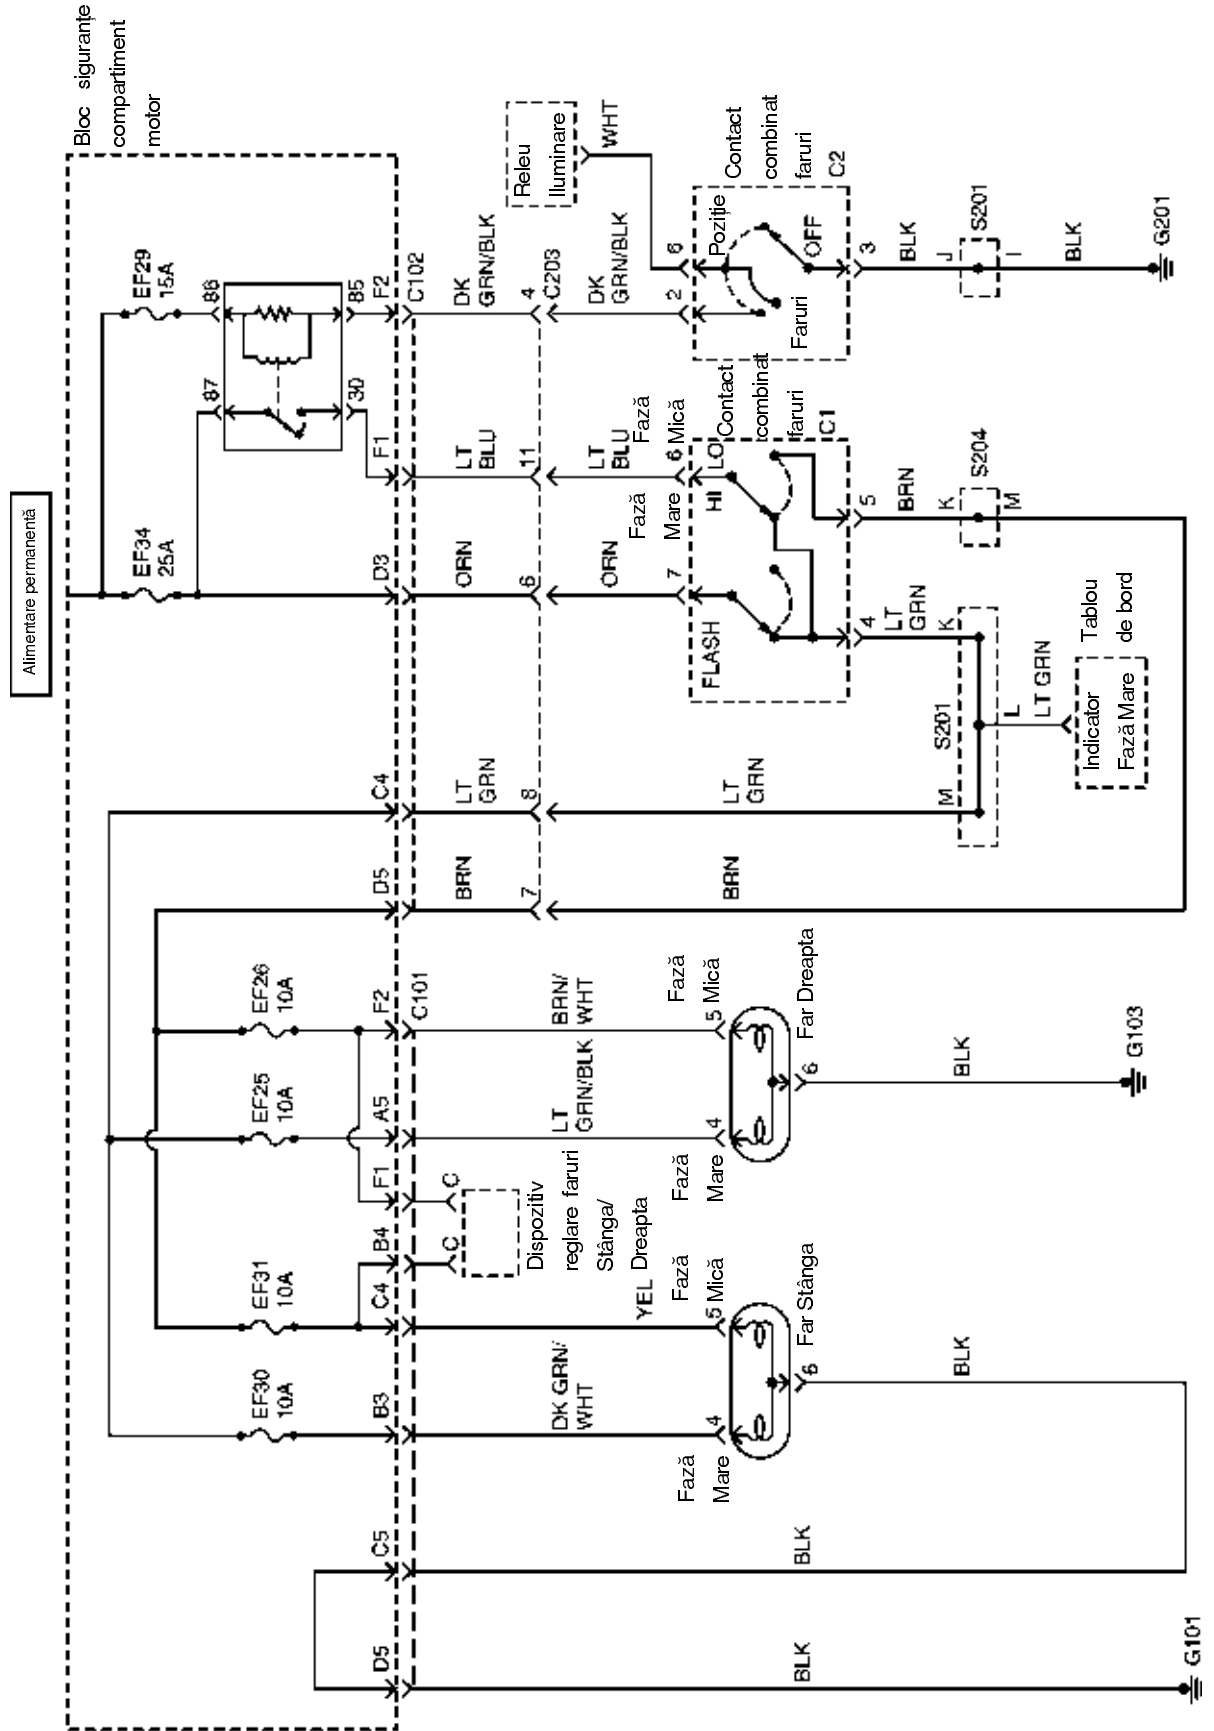 Alimentare permanentă
Bloc siguranțe
compartiment
motor
EF30
10A
EF31
10A
EF25
10A
EF26
10A
EF34
25A
EF29
15A
87
86
30
85
D5
C5
B3
C4
B4
F1
A5
F2
C101
D5
C4
D3
F1
F2
C102
C
C
Dispozitiv
reglare faruri
Stânga/
Dreapta
DK GRN/
WHT
YEL
LT
GRN/BLK
BRN/
WHT
BRN
LT
GRN
ORN
LT
BLU
DK
GRN/BLK
7
8
6
11
4
C203
BRN
LT
GRN
ORN
LT
BLU
DK
GRN/BLK
Releu
Iluminare
WHT
Fază
Mare
4
Fază
Mică
5
6
Far Stânga
Fază
Mare
4
Fază
Mică
5
6
Far Dreapta
7
Fază
Mare
6
Fază
Mică
HI
LO
FLASH
Contact
combinat
faruri
C1
4
5
2
6
Poziție
Faruri
OFF
Contact
combinat
faruri
C2
3
LT
GRN
BRN
BLK
K
M
S204
K
M
L
S201
J
I
S201
LT GRN
Indicator
Fază Mare
Tablou
de bord
BLK
G201
BLK
G103
BLK
BLK
BLK
G101